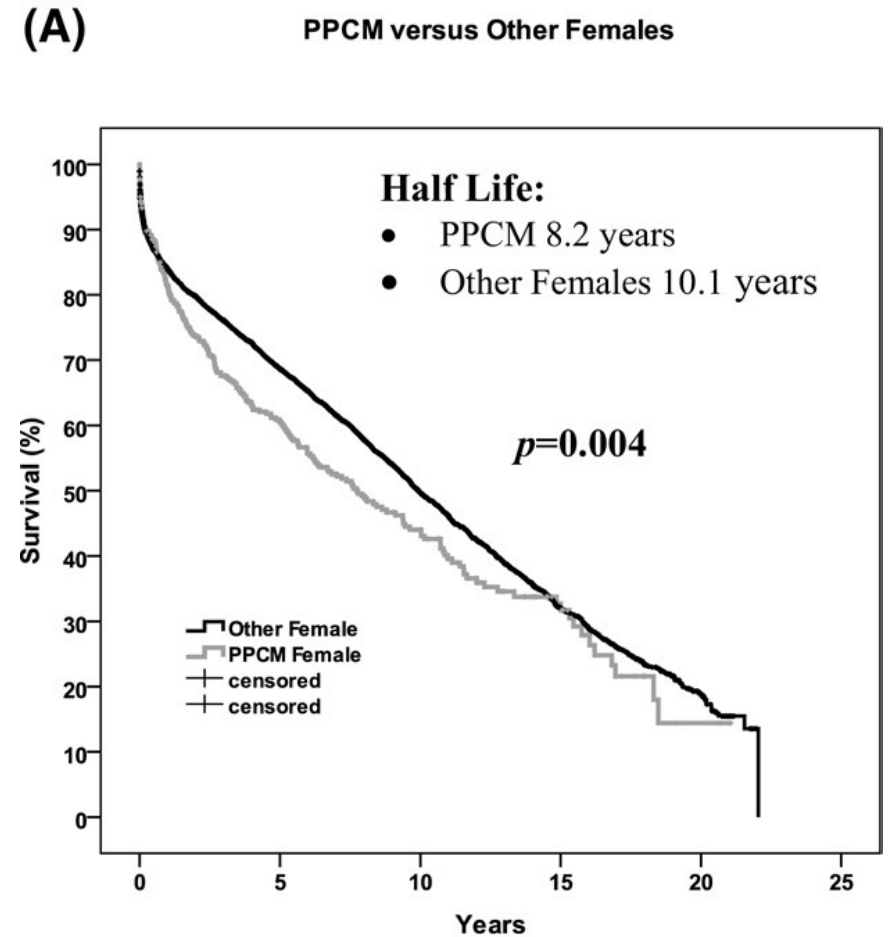 (A)
PPCM versus Other Females
Half Life:
• PPCM 8.2 years
• Other Females 10.1 years
p=0.004
Survival (%)
100
90
80
70
60
50
40
30
20
10
0
Other Female
PPCM Female
censored
censored
0 5 10 15 20 25
Years